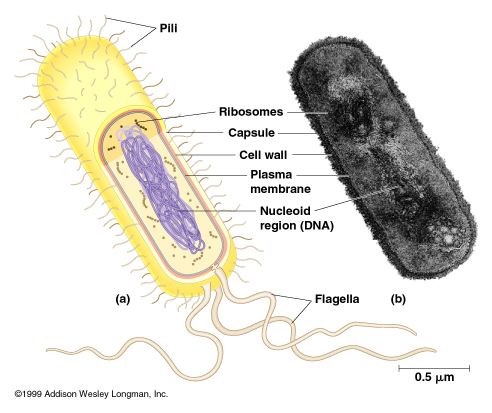 Pili
Ribosomes
Capsule
Cell wall
Plasma
membrane
Nucleoid
region (DNA)
(a)
Flagella
(b)
0.5 μm
©1999 Addison Wesley Longman, Inc.